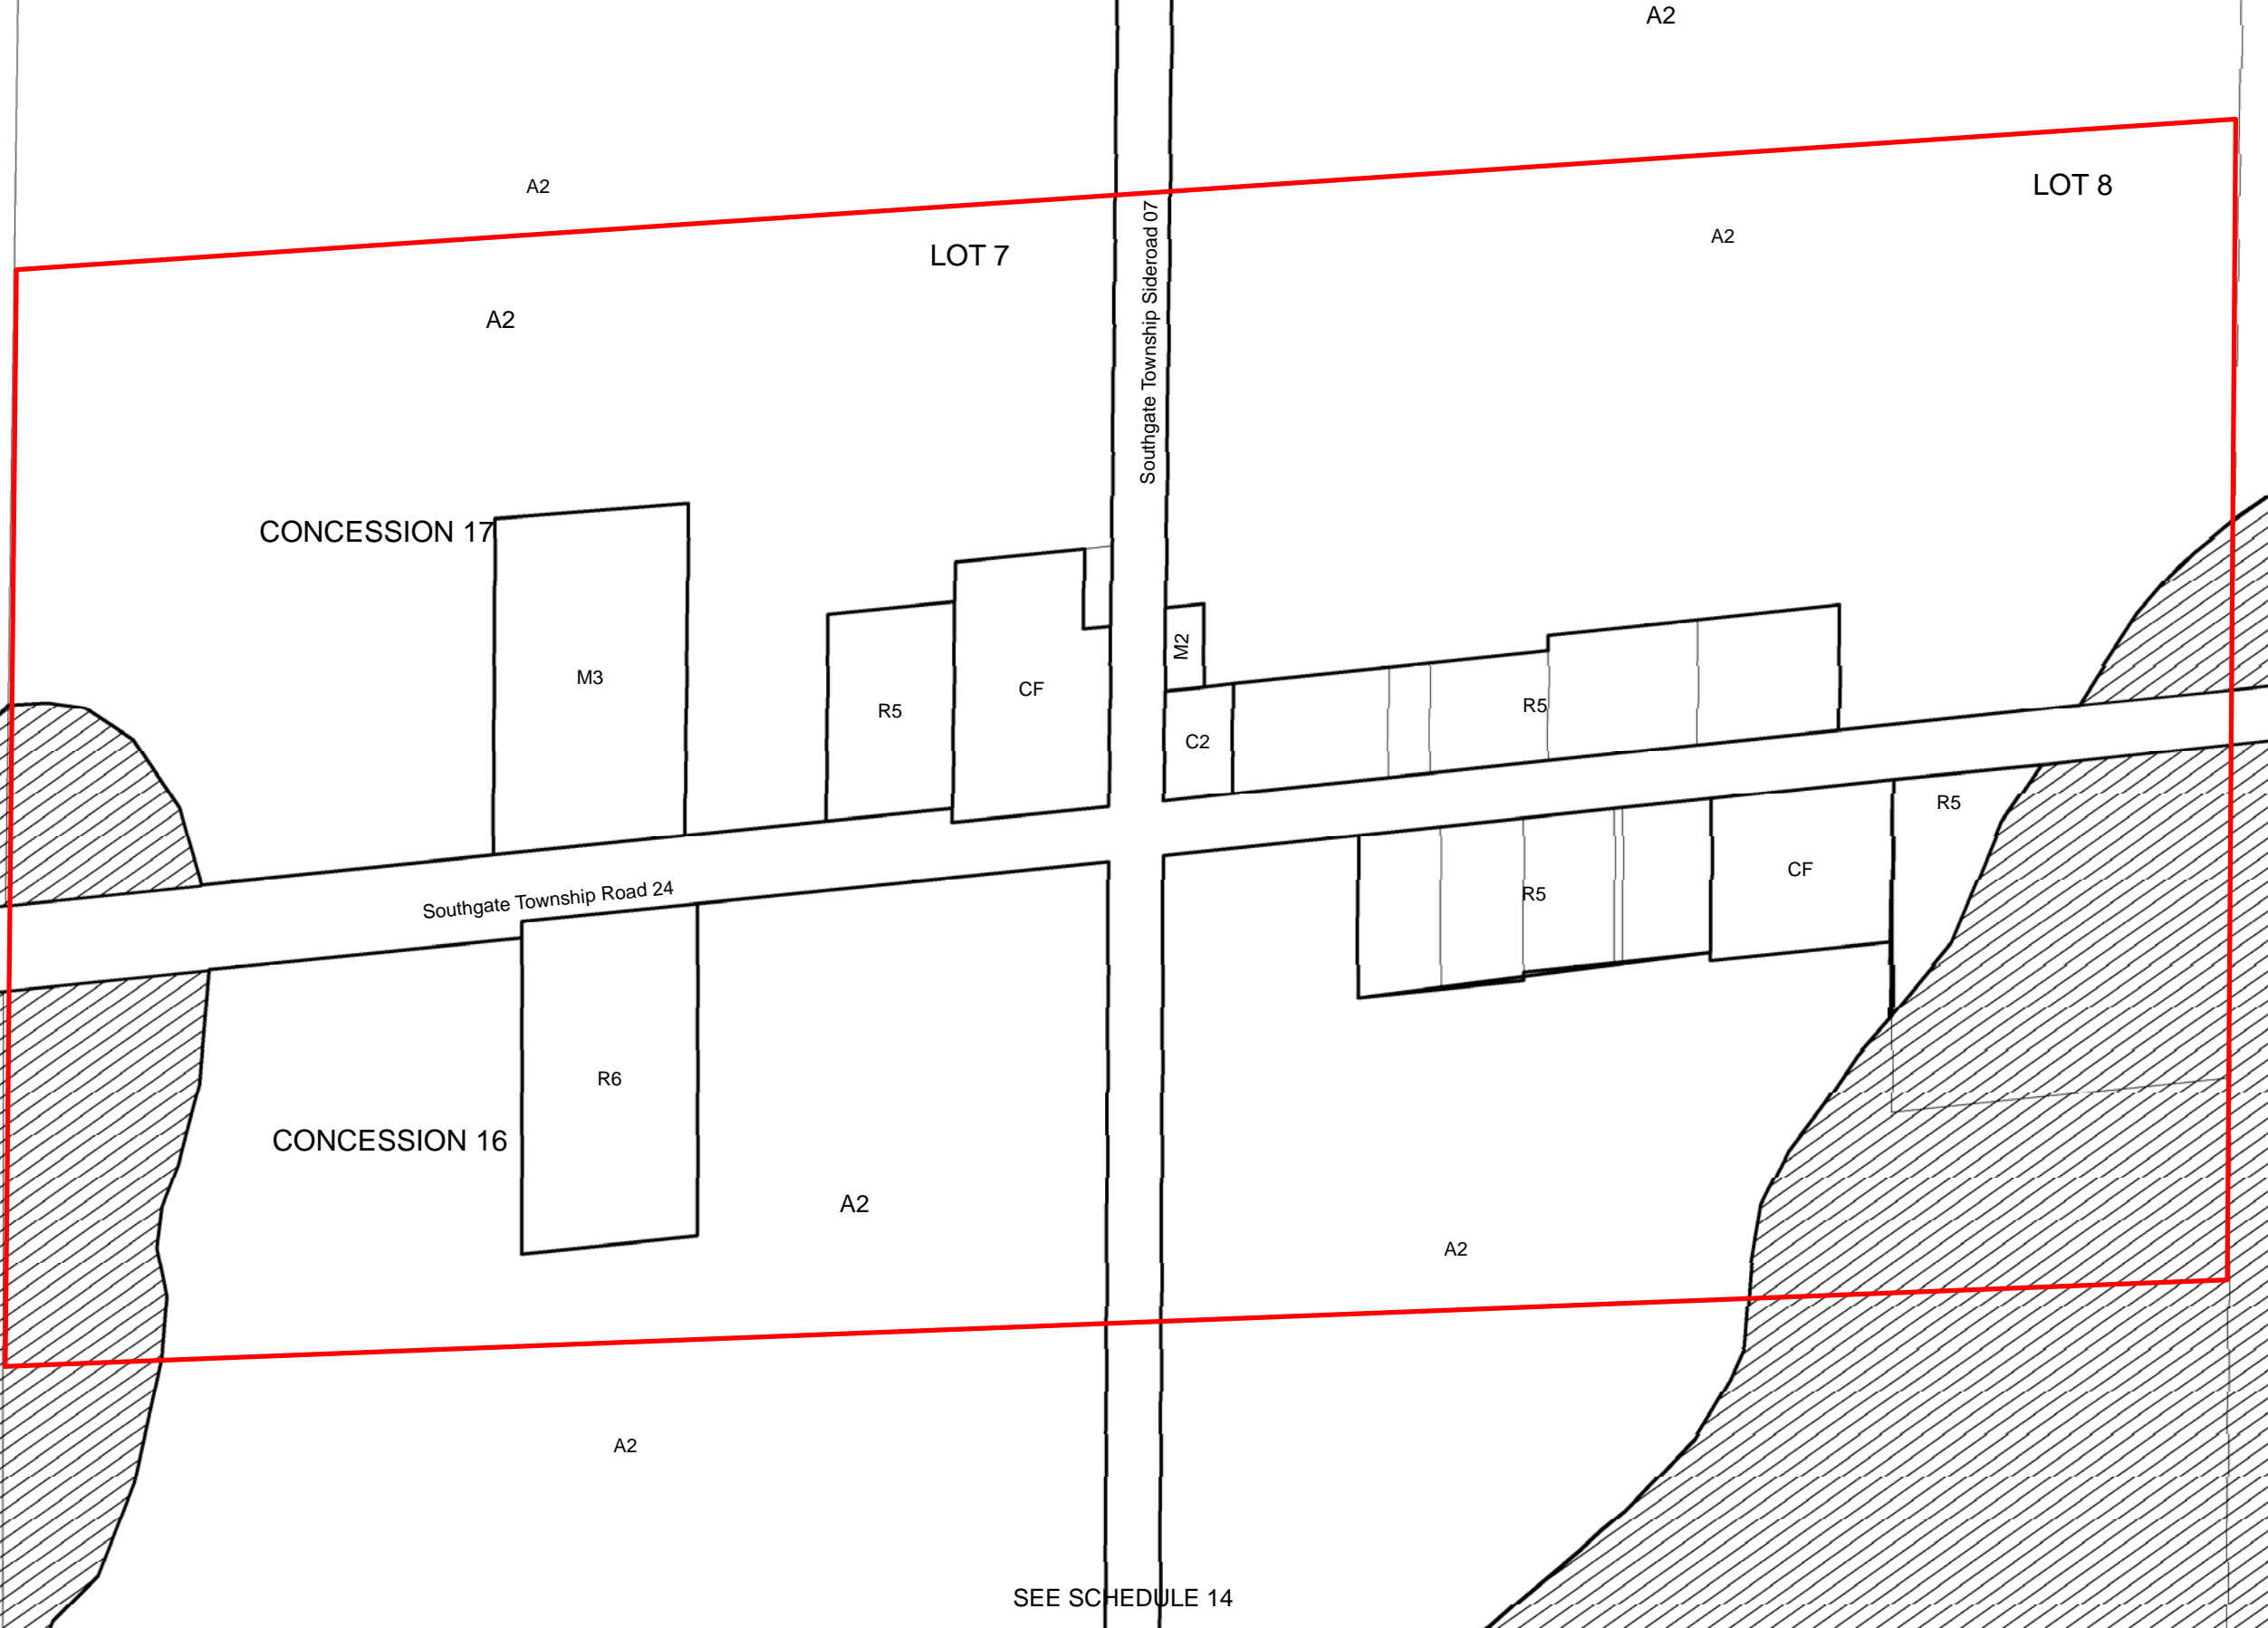 A2
A2
LOT 8
A2
LOT 7
Southgate Township Sideroad 07
A2
CONCESSION 17
M3
R5
CF
M2
C2
R5
R5
CF
R5
Southgate Township Road 24
R6
CONCESSION 16
A2
A2
A2
SEE SCHEDULE 14